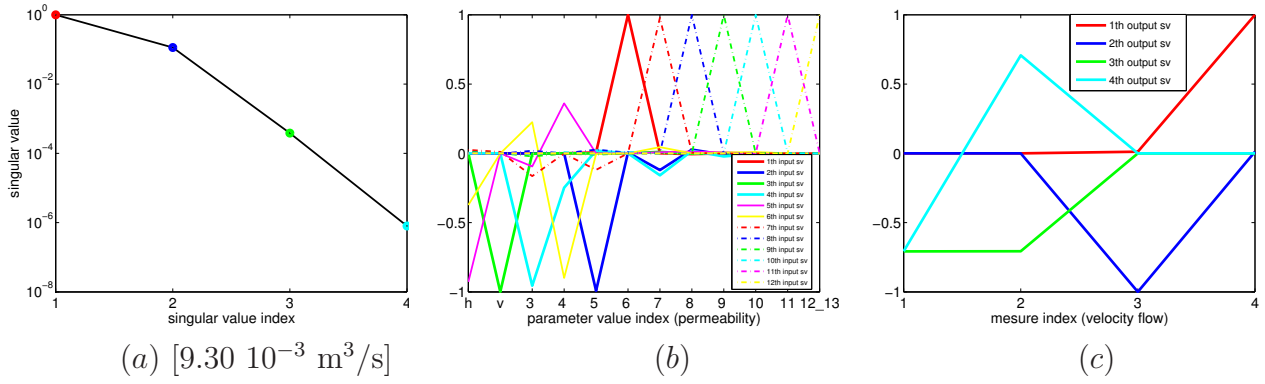 10^0
10^{-2}
10^{-4}
10^{-6}
10^{-8}
singular value
1 2 3 4
singular value index
(a) [9.30 10^{-3} m^3/s]
1
0.5
0
−0.5
−1
h v 3 4 5 6 7 8 9 10 11 12_13
parameter value index (permeability)
1th input sv
2th input sv
3th input sv
4th input sv
5th input sv
6th input sv
7th input sv
8th input sv
9th input sv
10th input sv
11th input sv
12th input sv
(b)
1
0.5
0
−0.5
−1
1 2 3 4
mesure index (velocity flow)
1th output sv
2th output sv
3th output sv
4th output sv
(c)